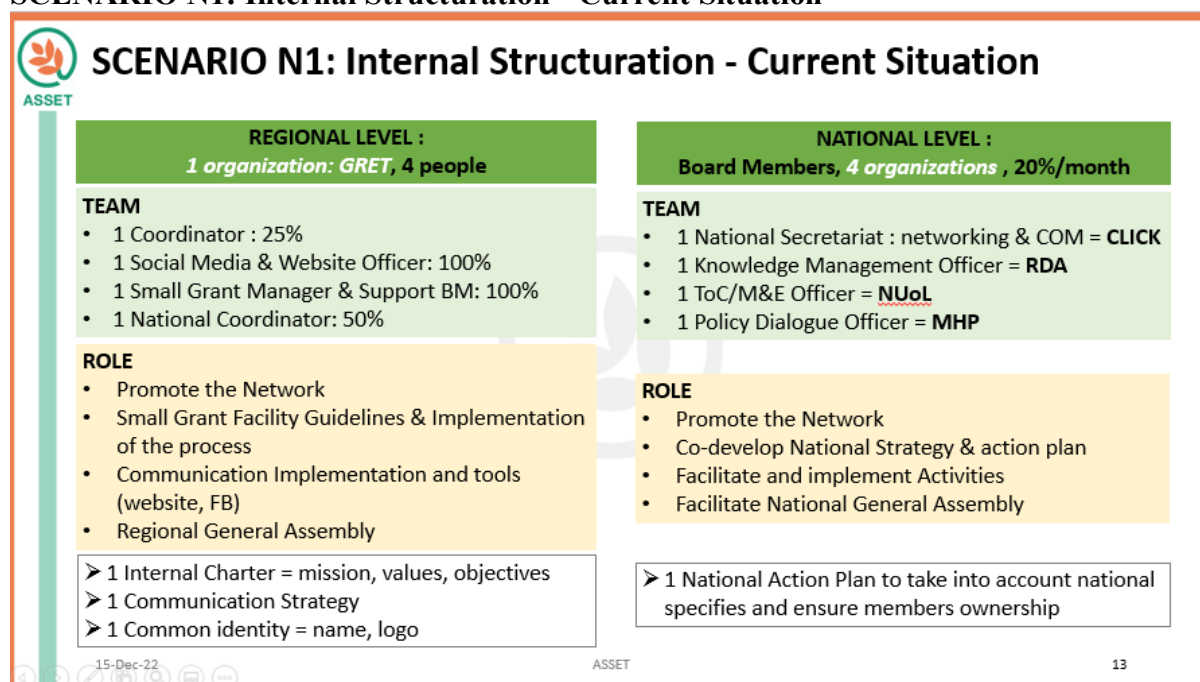 SCENARIO N1: Internal Structuration - Current Situation
ASSET
SCENARIO N1: Internal Structuration - Current Situation
REGIONAL LEVEL :
1 organization: GRET, 4 people
TEAM
• 1 Coordinator : 25%
• 1 Social Media & Website Officer: 100%
• 1 Small Grant Manager & Support BM: 100%
• 1 National Coordinator: 50%
ROLE
• Promote the Network
• Small Grant Facility Guidelines & Implementation
of the process
• Communication Implementation and tools
(website, FB)
• Regional General Assembly
➢ 1 Internal Charter = mission, values, objectives
➢ 1 Communication Strategy
➢ 1 Common identity = name, logo
NATIONAL LEVEL :
Board Members, 4 organizations , 20%/month
TEAM
• 1 National Secretariat : networking & COM = CLICK
• 1 Knowledge Management Officer = RDA
• 1 ToC/M&E Officer = NUoL
• 1 Policy Dialogue Officer = MHP
ROLE
• Promote the Network
• Co-develop National Strategy & action plan
• Facilitate and implement Activities
• Facilitate National General Assembly
➢ 1 National Action Plan to take into account national
specifies and ensure members ownership
15-Dec-22
ASSET
13